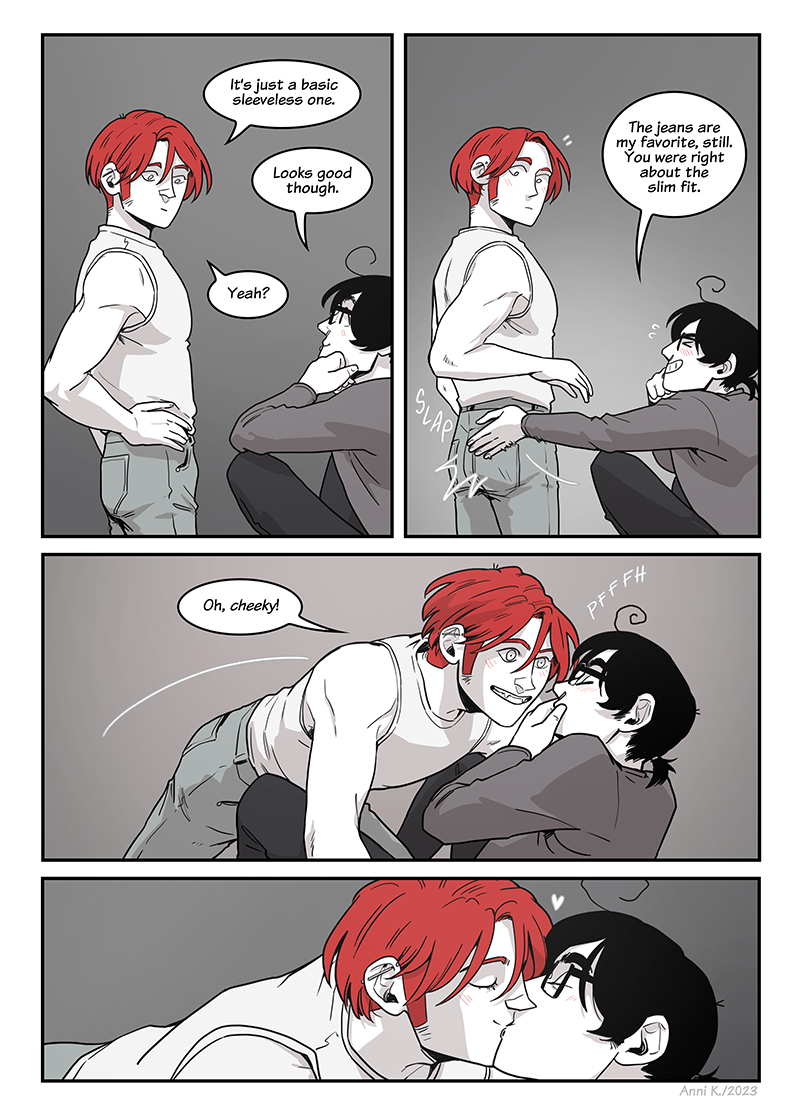 It's just a basic
sleeveless one.
Looks good
though.
Yeah?
The jeans are
my favorite, still.
You were right
about the
slim fit.
SLAP
Oh, cheeky!
PFFFH
Anni K./2023